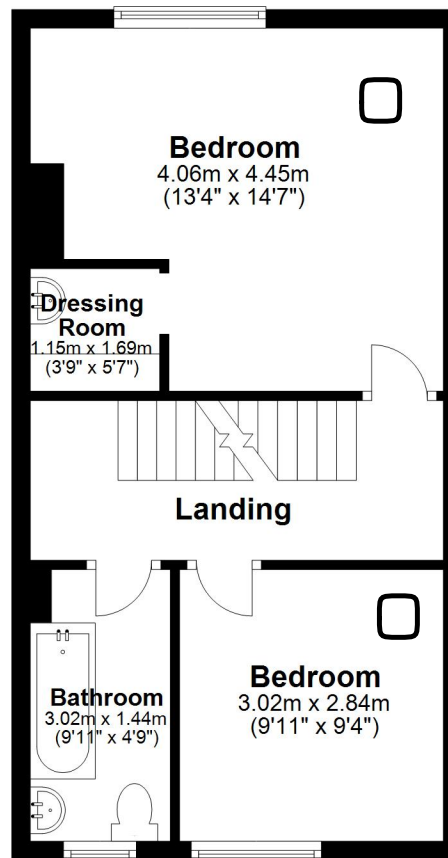 Bedroom
4.06m x 4.45m
(13'4" x 14'7")
Dressing
Room
1.15m x 1.69m
(3'9" x 5'7")
Landing
Bathroom
3.02m x 1.44m
(9'11" x 4'9")
Bedroom
3.02m x 2.84m
(9'11" x 9'4")